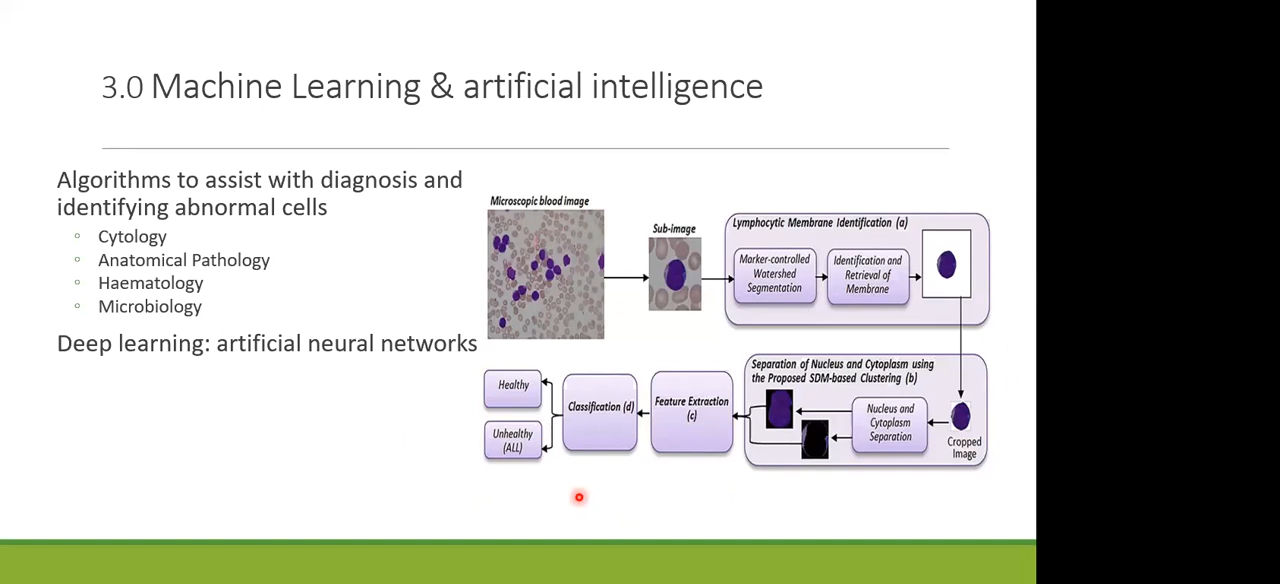 3.0 Machine Learning & artificial intelligence
Algorithms to assist with diagnosis and
identifying abnormal cells
Cytology
Anatomical Pathology
Haematology
Microbiology
Deep learning: artificial neural networks
Microscopic blood image
Sub-image
Lymphocytic Membrane Identification (a)
Marker-controlled
Watershed
Segmentation
Identification and
Retrieval of
Membrane
Separation of Nucleus and Cytoplasm using
the Proposed SDM-based Clustering (b)
Nucleus and
Cytoplasm
Separation
Cropped
Image
Feature Extraction
(c)
Classification (d)
Healthy
Unhealthy
(ALL)